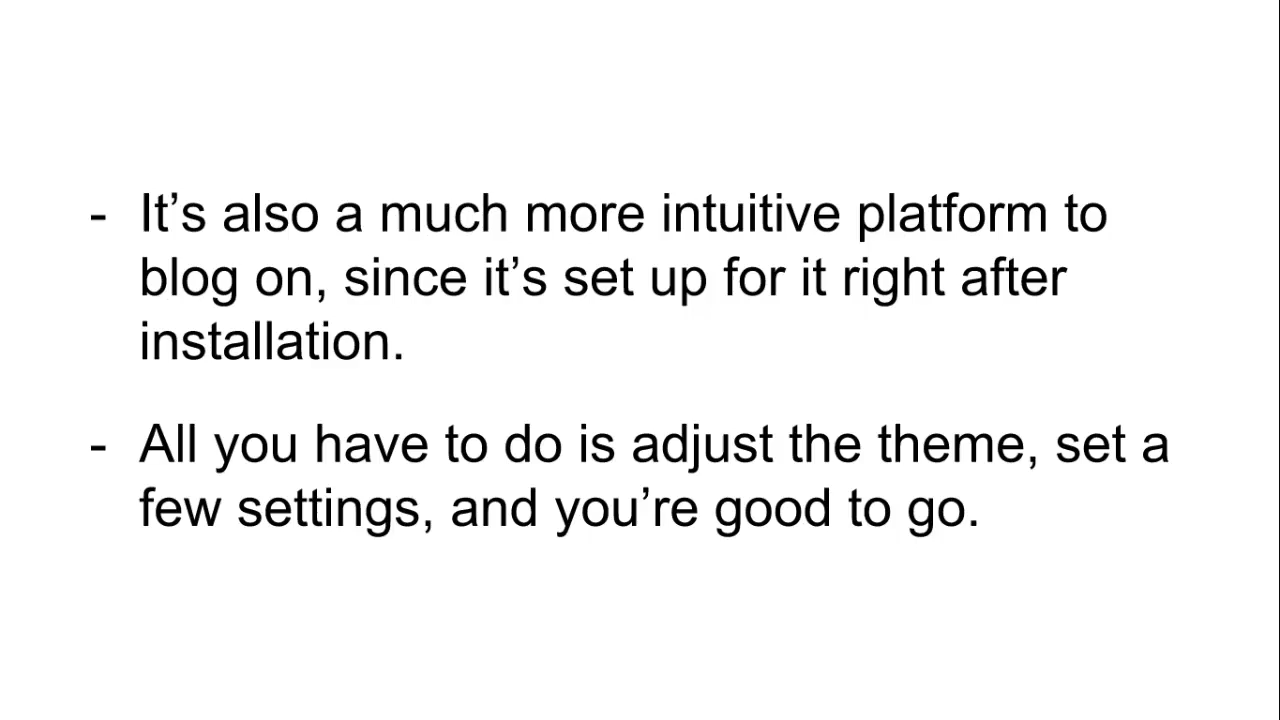 - It’s also a much more intuitive platform to
blog on, since it’s set up for it right after
installation.
- All you have to do is adjust the theme, set a
few settings, and you’re good to go.